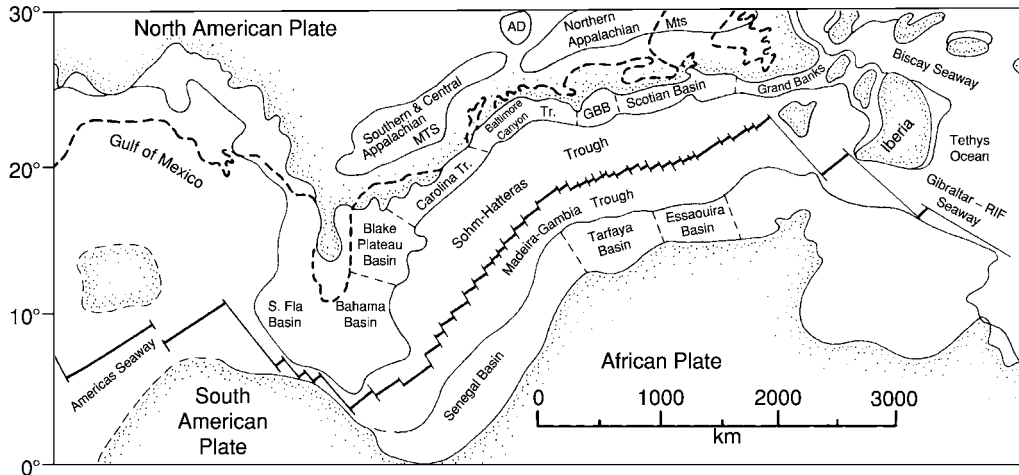 30°
North American Plate
AD
Northern
Appalachian
Mts
Biscay Seaway
Southern & Central
Appalachian
MTS
Baltimore
Canyon
Tr.
GBB
Scotian Basin
Grand Banks
Iberia
Tethys
Ocean
Gulf of Mexico
20°
Carolina Tr.
Trough
Sohm-Hatteras
Gibraltar – RIF
Seaway
Blake
Plateau
Basin
Madeira-Gambia
Trough
Tarfaya
Basin
Essaouira
Basin
S. Fla
Basin
Bahama
Basin
10°
Americas Seaway
Senegal Basin
African Plate
South
American
Plate
0
1000
2000
3000
km
0°